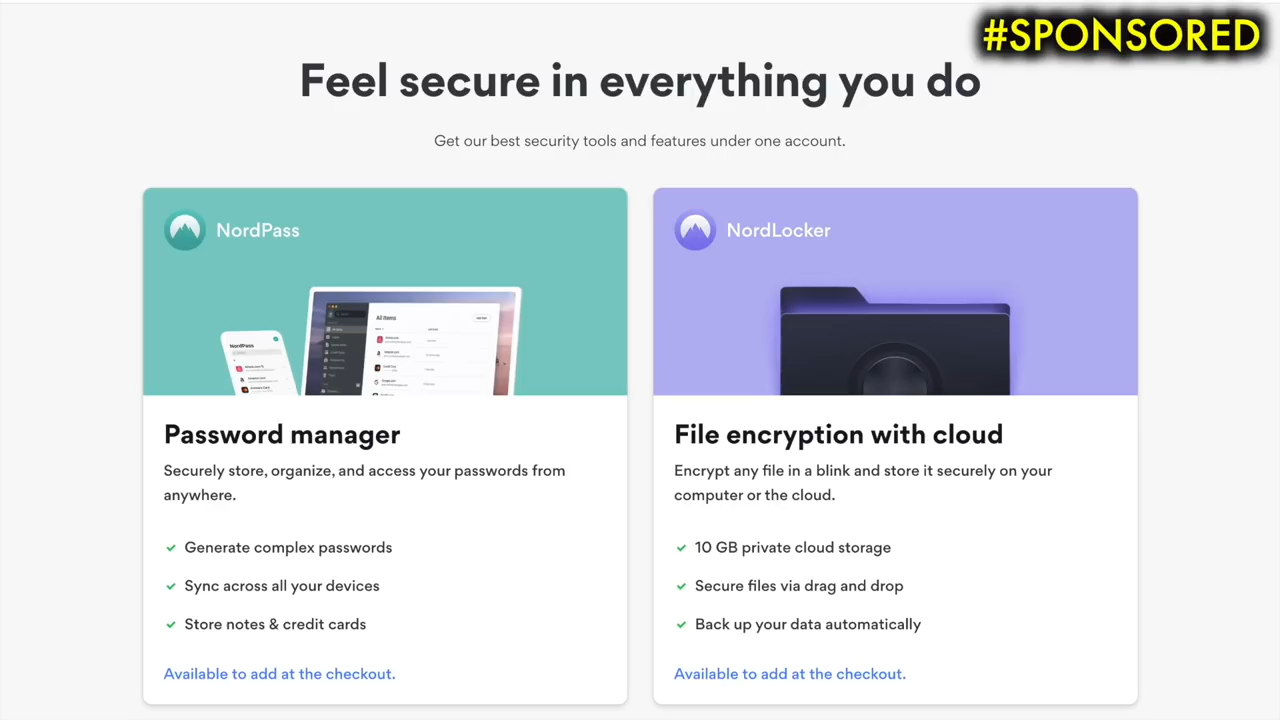 #SPONSORED
Feel secure in everything you do
Get our best security tools and features under one account.
NordPass
NordPass
All Items
Password manager
Securely store, organize, and access your passwords from
anywhere.
Generate complex passwords
Sync across all your devices
Store notes & credit cards
Available to add at the checkout.
NordLocker
File encryption with cloud
Encrypt any file in a blink and store it securely on your
computer or the cloud.
10 GB private cloud storage
Secure files via drag and drop
Back up your data automatically
Available to add at the checkout.